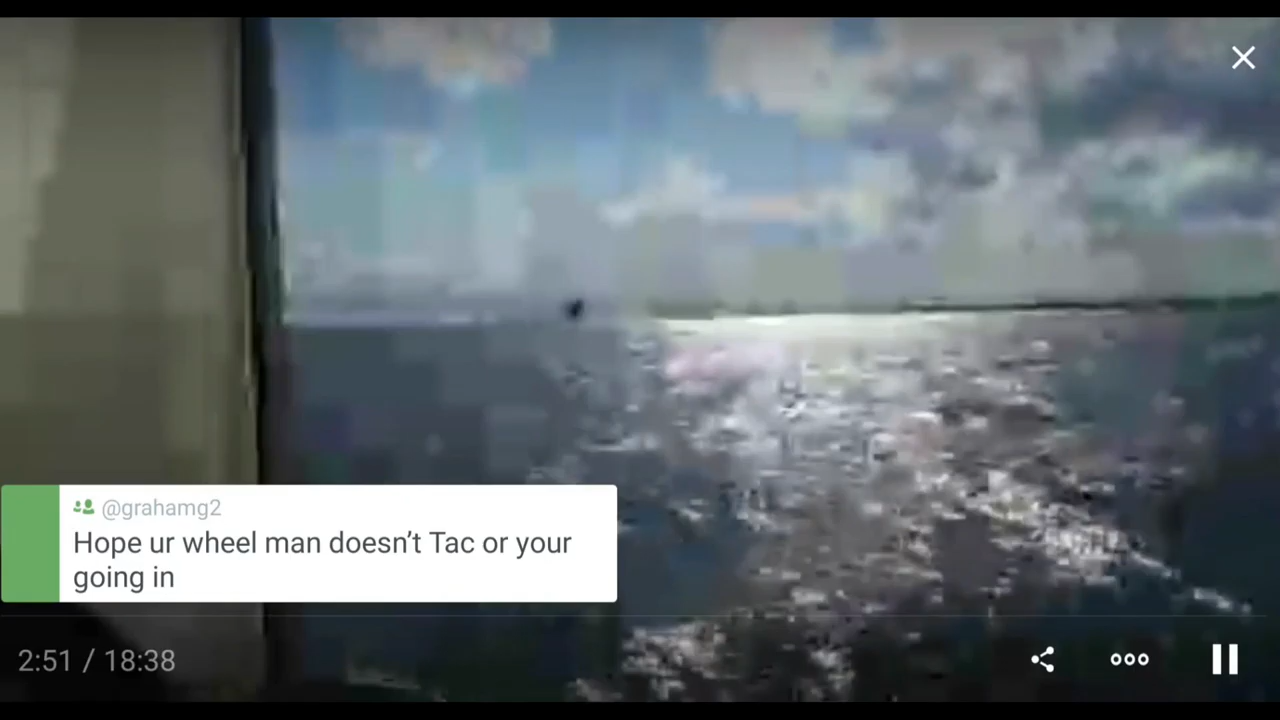 @grahamg2
Hope ur wheel man doesn’t Tac or your
going in
2:51 / 18:38